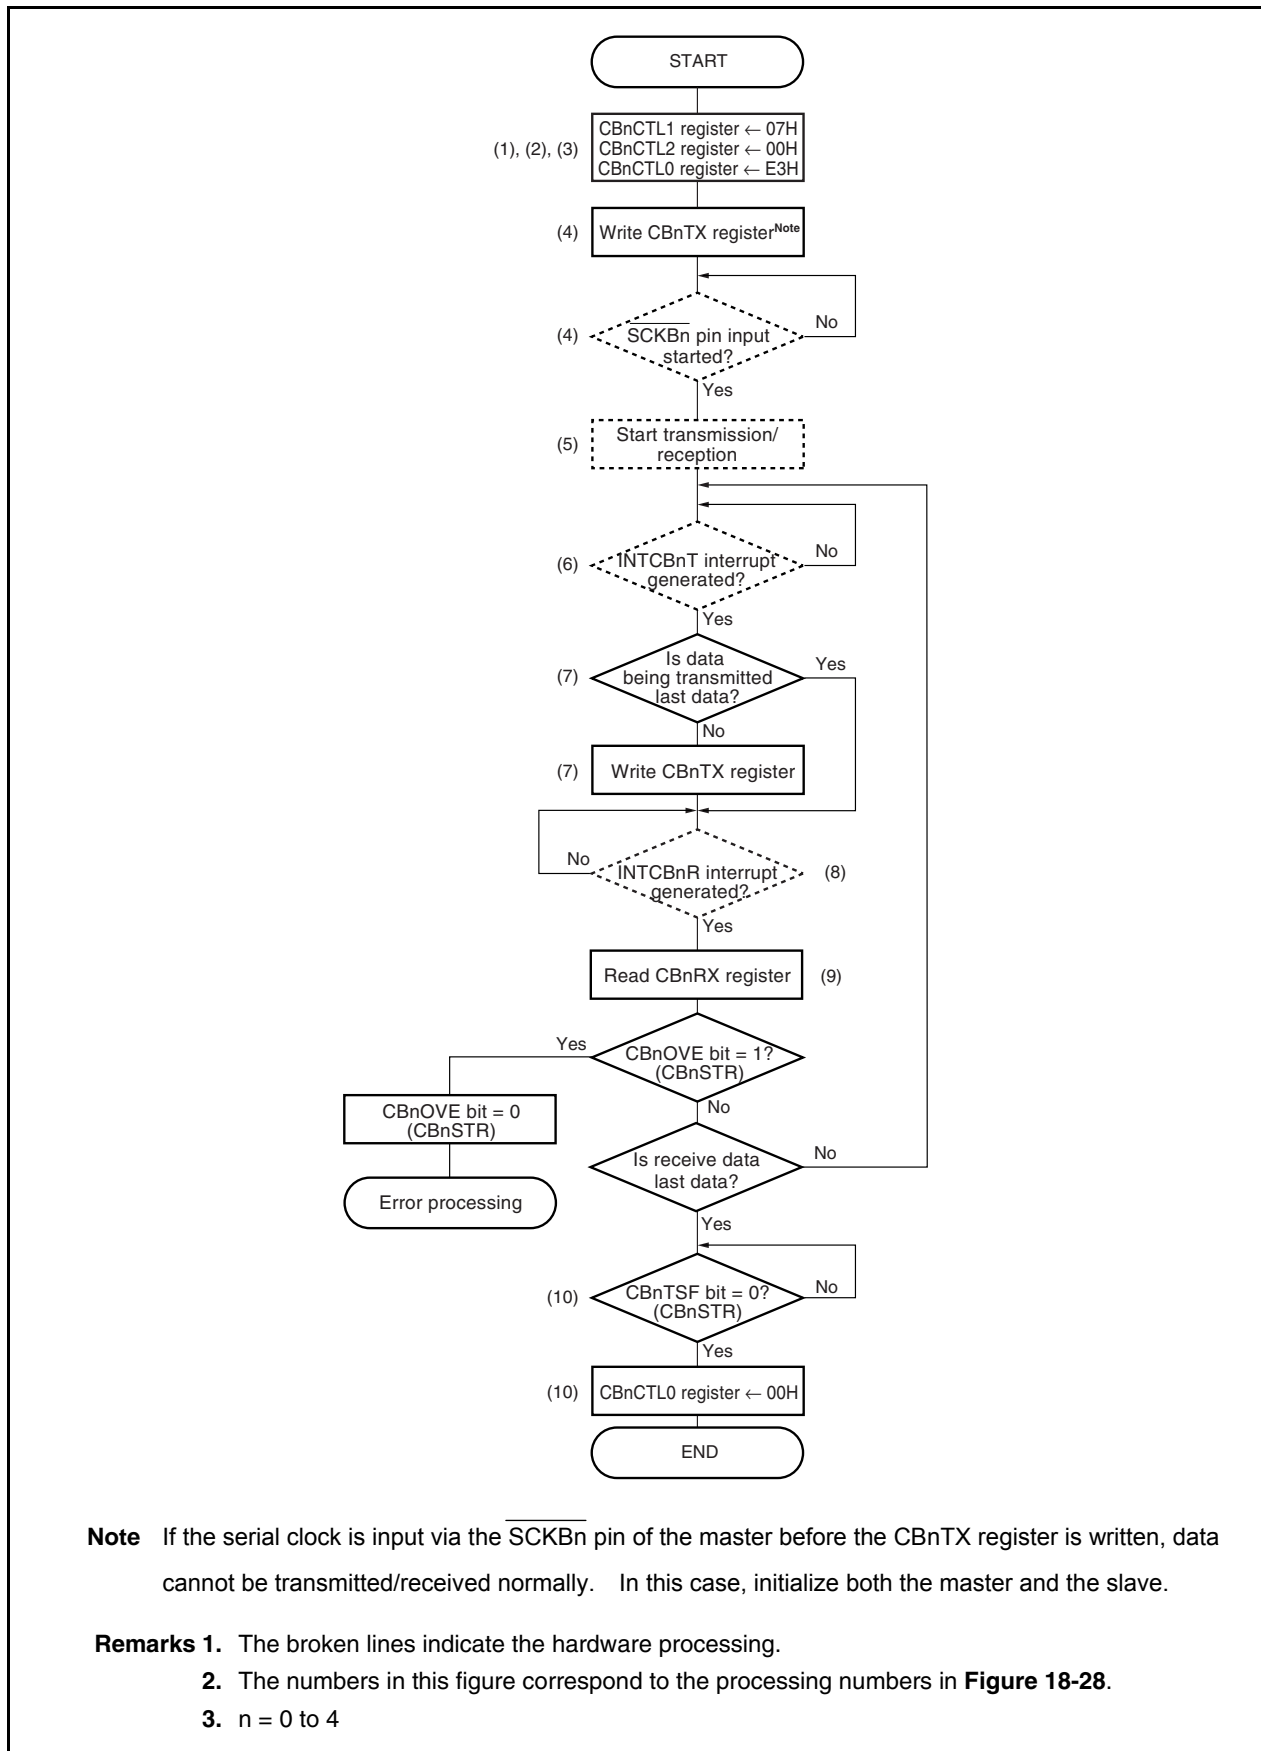 START
(1), (2), (3)
CBnCTL1 register ← 07H
CBnCTL2 register ← 00H
CBnCTL0 register ← E3H
(4)
Write CBnTX registerNote
(4)
SCKBn pin input
started?
No
Yes
(5)
Start transmission/
reception
(6)
INTCBnT interrupt
generated?
No
Yes
(7)
Is data
being transmitted
last data?
Yes
No
(7)
Write CBnTX register
No
INTCBnR interrupt
generated?
(8)
Yes
Read CBnRX register
(9)
Yes
CBnOVE bit = 1?
(CBnSTR)
No
CBnOVE bit = 0
(CBnSTR)
Error processing
Is receive data
last data?
No
Yes
(10)
CBnTSF bit = 0?
(CBnSTR)
No
Yes
(10)
CBnCTL0 register ← 00H
END
Note If the serial clock is input via the SCKBn pin of the master before the CBnTX register is written, data
cannot be transmitted/received normally. In this case, initialize both the master and the slave.
Remarks 1. The broken lines indicate the hardware processing.
2. The numbers in this figure correspond to the processing numbers in Figure 18-28.
3. n = 0 to 4